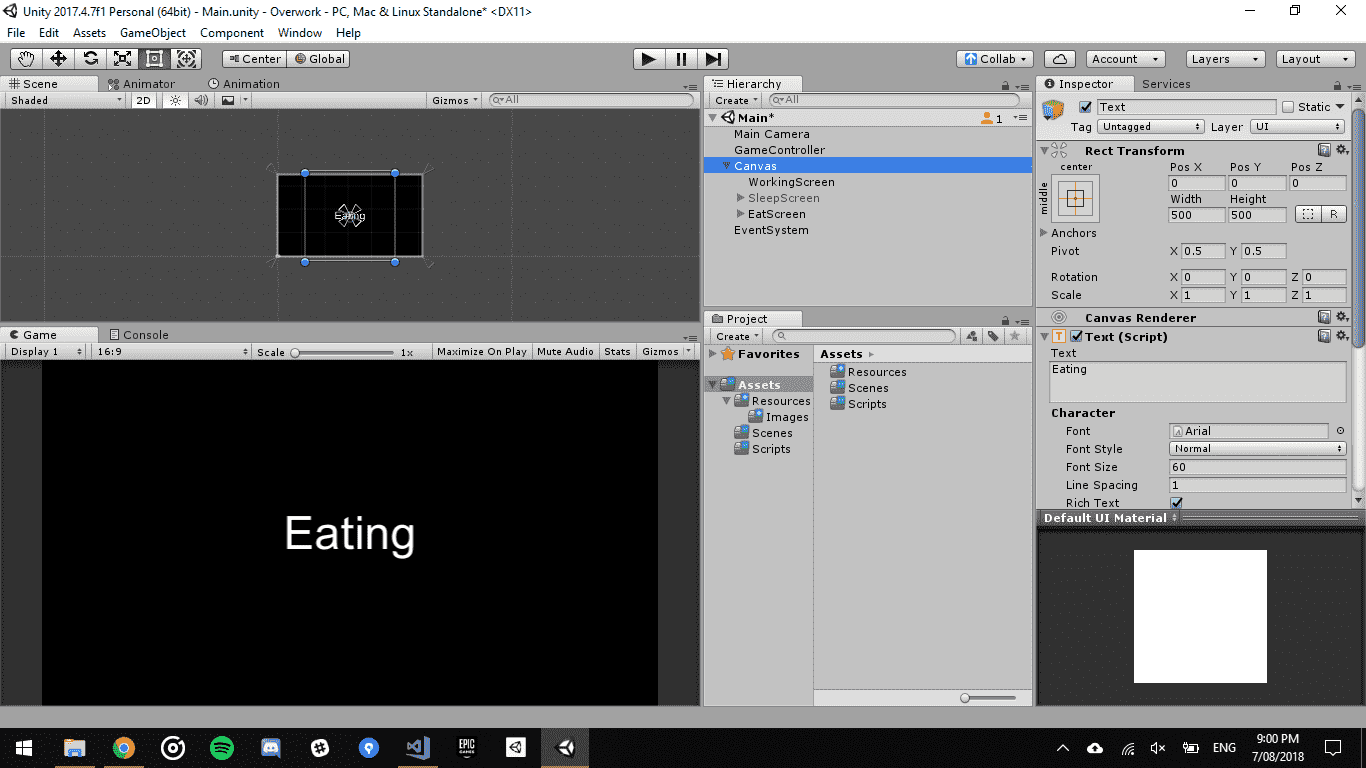 Unity 2017.4.7f1 Personal (64bit) - Main.unity - Overwork - PC, Mac & Linux Standalone* <DX11>
File Edit Assets GameObject Component Window Help
Center Global Collab Account Layers Layout
Scene Animator Animation
Shaded 2D Gizmos All
Eating
Game Console
Display 1 16:9 Scale 1x Maximize On Play Mute Audio Stats Gizmos
Eating
Hierarchy
Create All
Main* 1
Main Camera
GameController
Canvas
WorkingScreen
SleepScreen
EatScreen
EventSystem
Project
Create
Favorites
Assets
Resources
Images
Scenes
Scripts
Assets
Resources
Scenes
Scripts
Inspector Services
Text Static
Tag Untagged Layer UI
Rect Transform
center
middle
Pos X Pos Y Pos Z
0 0 0
Width Height
500 500 R
Anchors
Pivot X 0.5 Y 0.5
Rotation X 0 Y 0 Z 0
Scale X 1 Y 1 Z 1
Canvas Renderer
T Text (Script)
Text
Eating
Character
Font Arial
Font Style Normal
Font Size 60
Line Spacing 1
Rich Text
Default UI Material
EPIC
GAMES
ENG
9:00 PM
7/08/2018